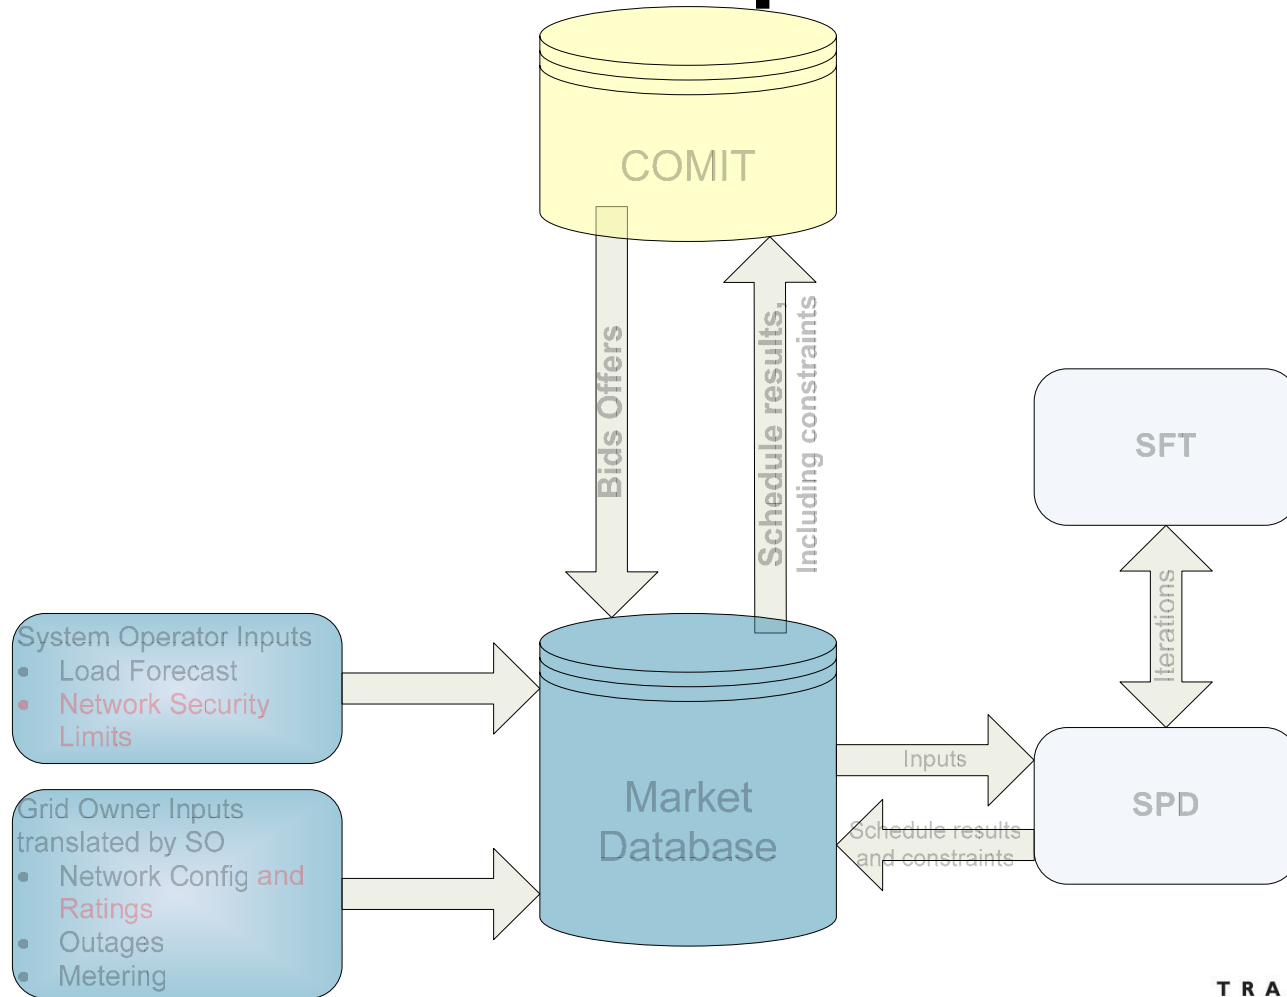 COMIT
Bids Offers
Schedule results,
Including constraints
SFT
Iterations
System Operator Inputs
• Load Forecast
• Network Security
Limits
Inputs
Market
Database
SPD
Schedule results
and constraints
Grid Owner Inputs
translated by SO
• Network Config and
Ratings
• Outages
• Metering
T R A